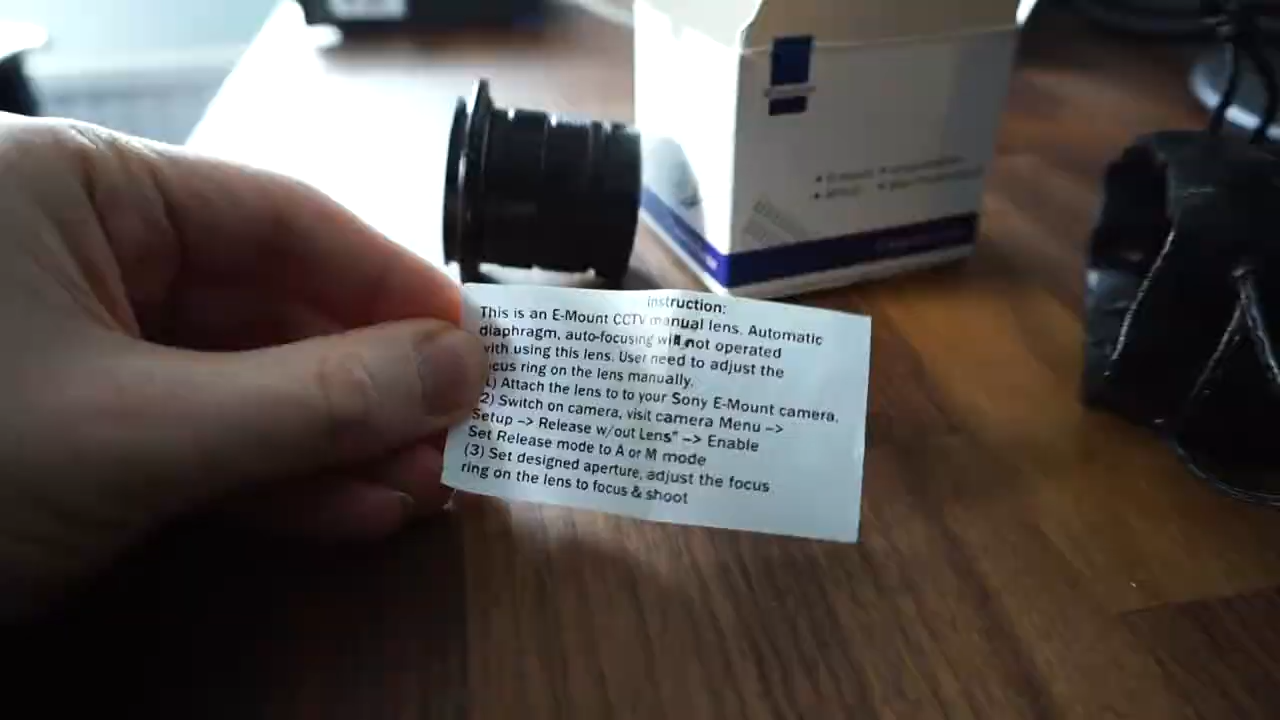 instruction:
This is an E-Mount CCTV manual lens. Automatic
diaphragm, auto-focusing will not operated
with using this lens. User need to adjust the
focus ring on the lens manually.
(1) Attach the lens to to your Sony E-Mount camera.
(2) Switch on camera, visit camera Menu –>
Setup –> Release w/out Lens" –> Enable
Set Release mode to A or M mode
(3) Set designed aperture, adjust the focus
ring on the lens to focus & shoot